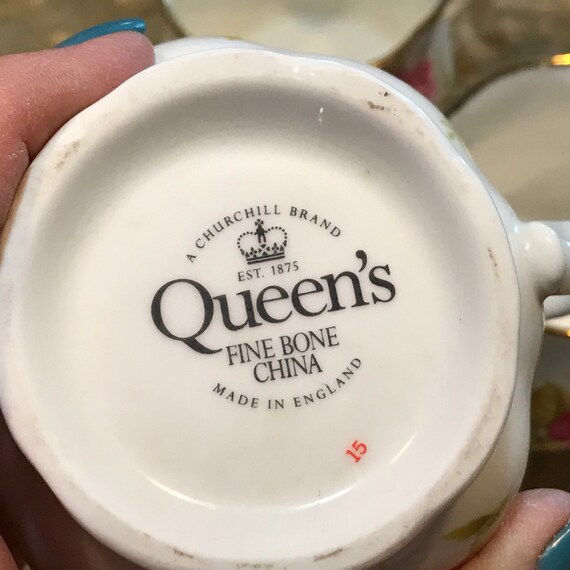 A CHURCHILL BRAND
EST. 1875
Queen's
FINE BONE
CHINA
MADE IN ENGLAND
15